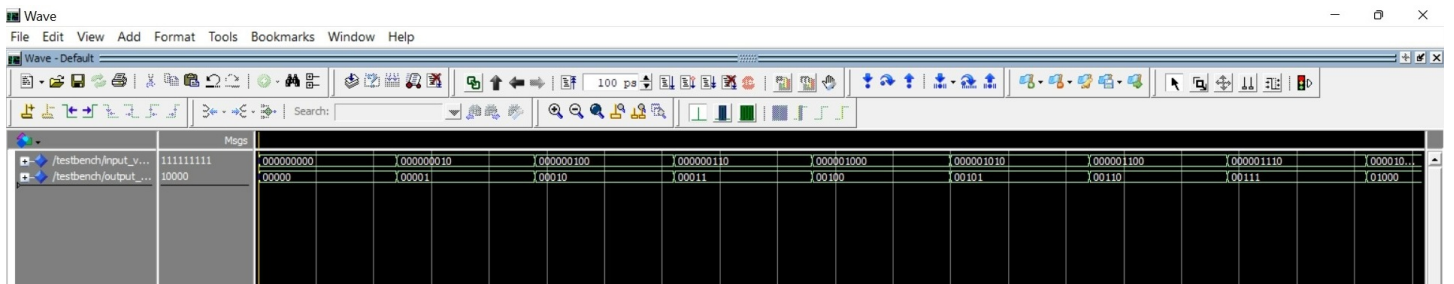 Wave
File Edit View Add Format Tools Bookmarks Window Help
Wave - Default
100 ps
Search:
Msgs
/testbench/input_v... 111111111 000000000 000000010 000000100 000000110 000001000 000001010 000001100 000001110 000010...
/testbench/output_... 10000 00000 00001 00010 00011 00100 00101 00110 00111 01000